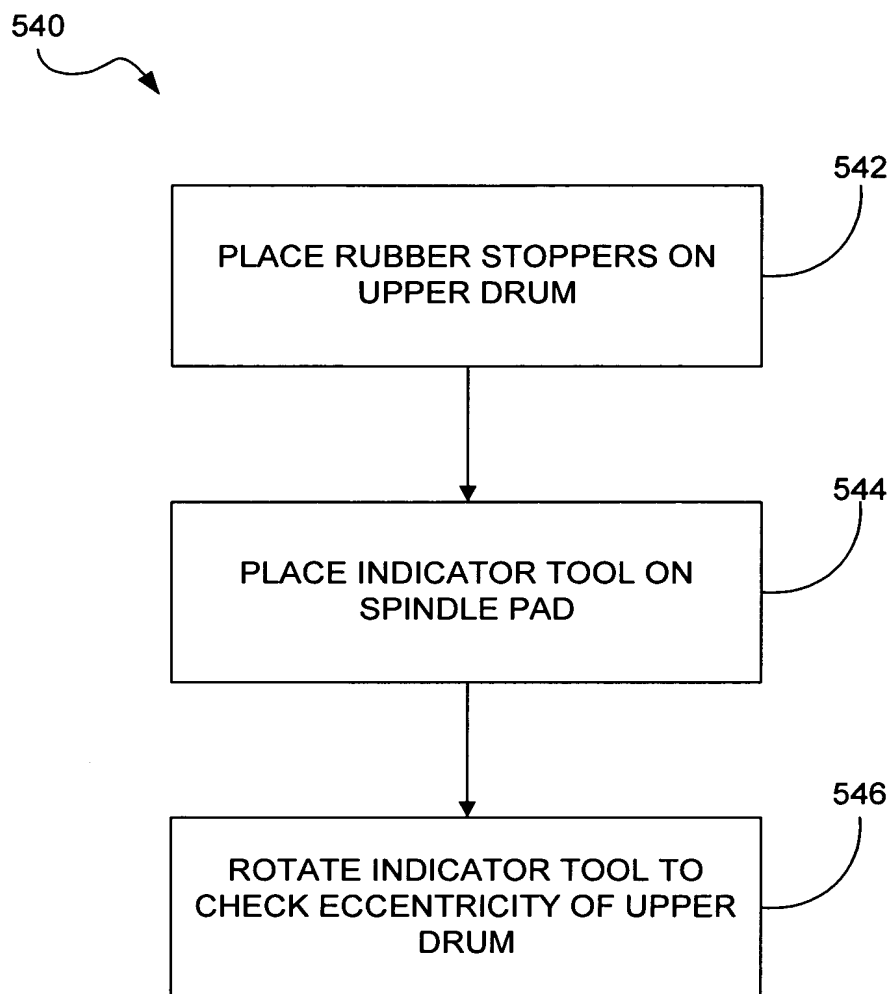 540
542
PLACE RUBBER STOPPERS ON
UPPER DRUM
544
PLACE INDICATOR TOOL ON
SPINDLE PAD
546
ROTATE INDICATOR TOOL TO
CHECK ECCENTRICITY OF UPPER
DRUM